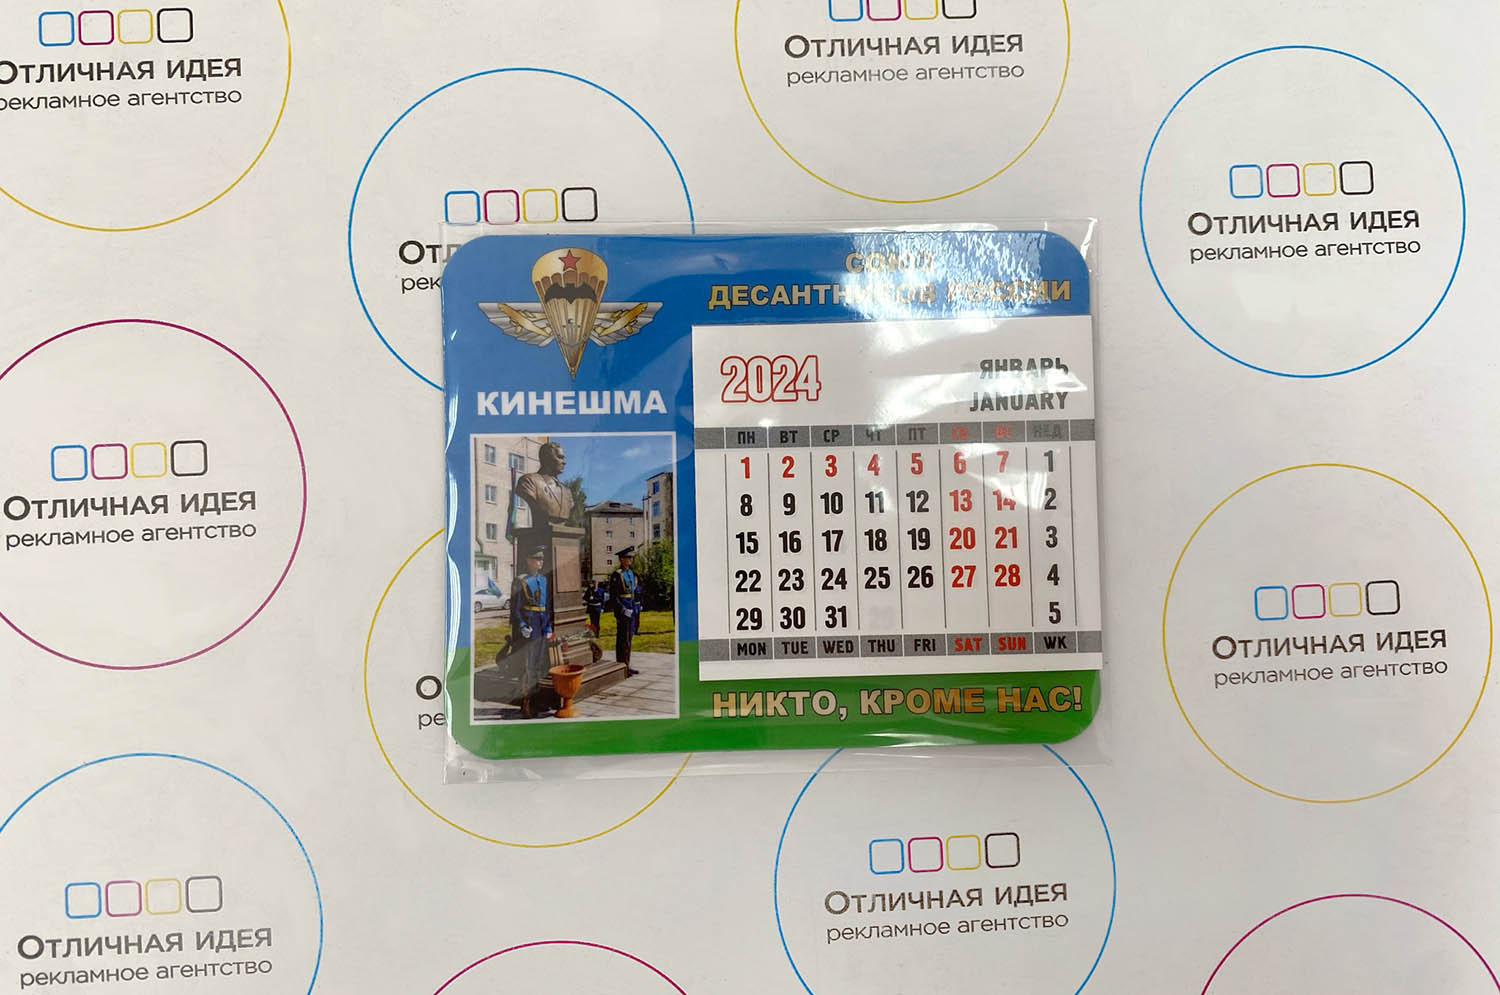 ОТЛИЧНАЯ ИДЕЯ
рекламное агентство
ОТЛИЧНАЯ ИДЕЯ
рекламное агентство
ОТЛИЧНАЯ ИДЕЯ
рекламное агентство
СОЮЗ
ДЕСАНТНИКОВ РОССИИ
КИНЕШМА
2024
ЯНВАРЬ
JANUARY
ПН ВТ СР ЧТ ПТ СБ ВС НЕД
1 2 3 4 5 6 7 1
8 9 10 11 12 13 14 2
15 16 17 18 19 20 21 3
22 23 24 25 26 27 28 4
29 30 31 5
MON TUE WED THU FRI SAT SUN WK
НИКТО, КРОМЕ НАС!
ОТЛИЧНАЯ ИДЕЯ
рекламное агентство
ОТЛИЧНАЯ ИДЕЯ
рекламное агентство
ОТЛИЧНАЯ ИДЕЯ
рекламное агентство
ОТЛИЧНАЯ ИДЕЯ
рекламное агентство